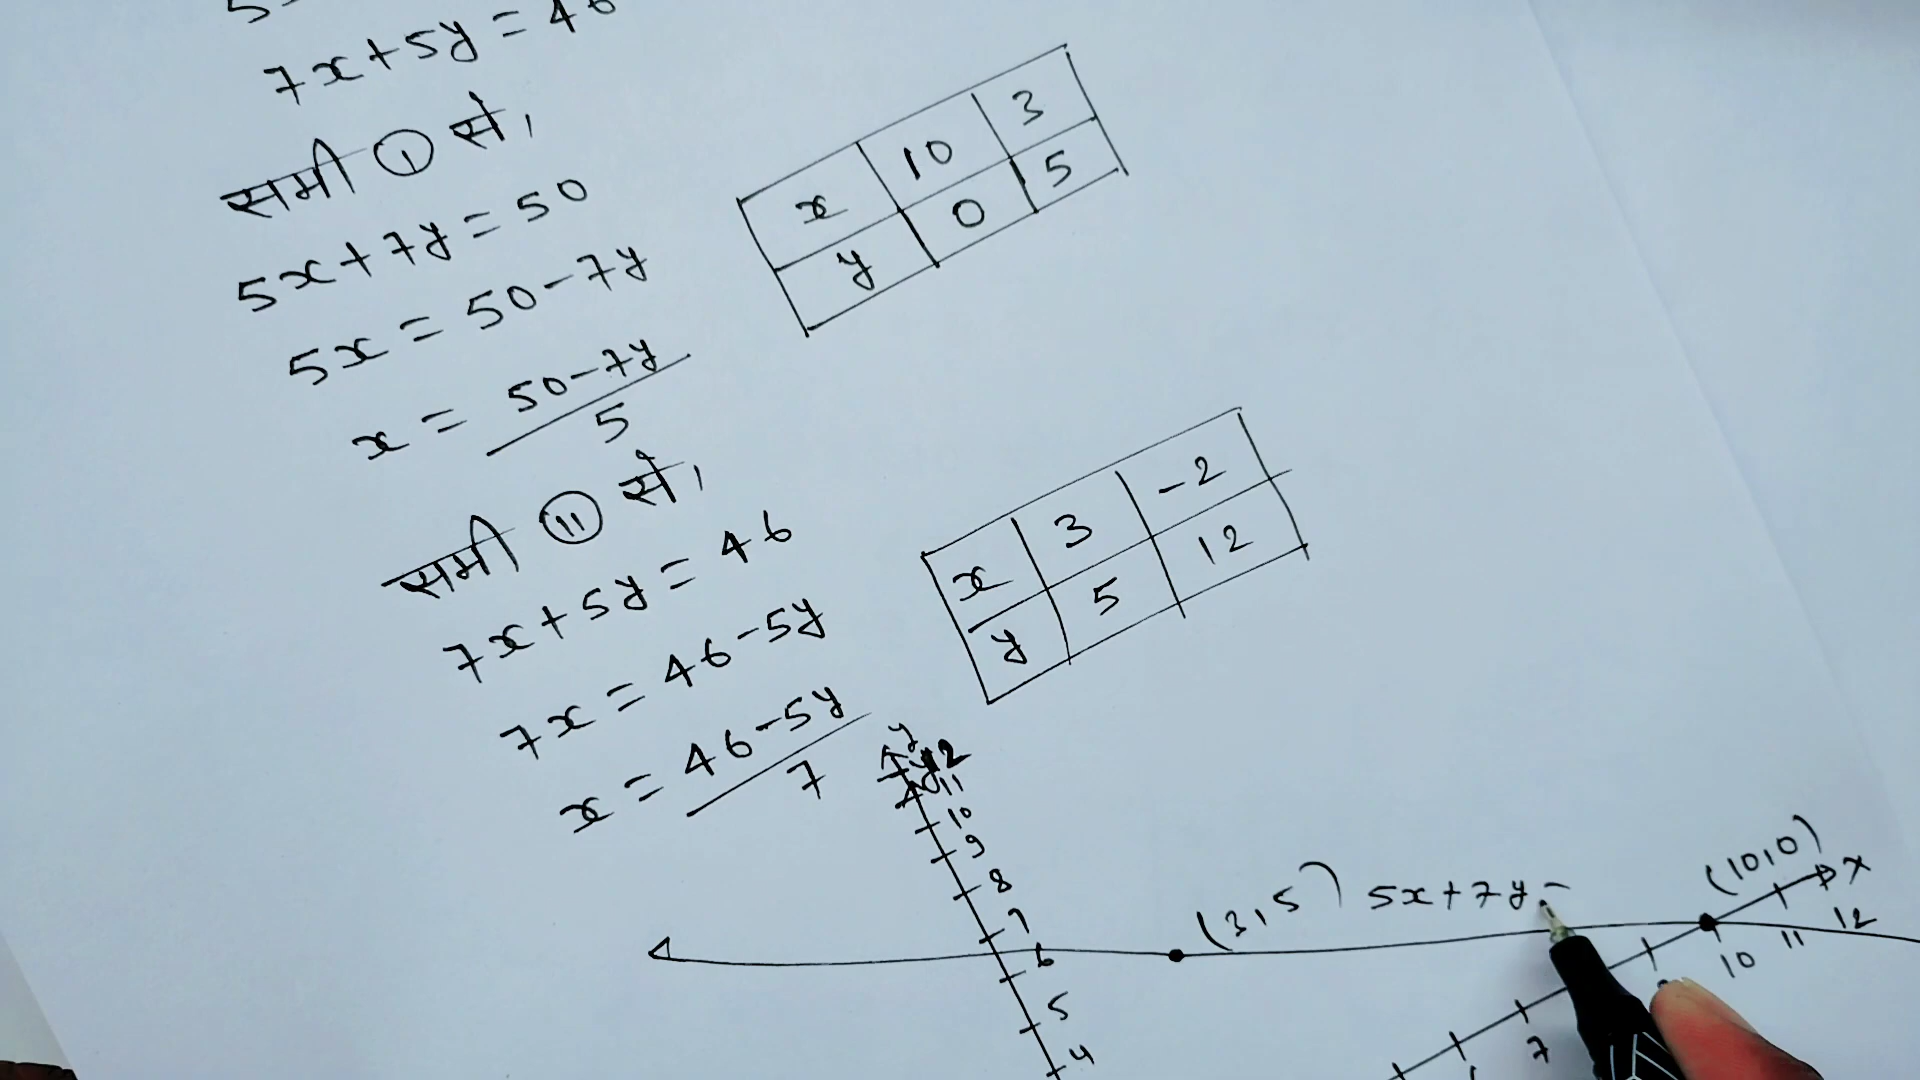 7x+5y=46
समी ① से,
5x+7y=50
5x=50-7y
x=50-7y
5
समी ⑪ से,
7x+5y=46
7x=46-5y
x=46-5y
7
x 10 3
y 0 5
x 3 -2
y 5 12
y
12
11
10
9
8
7
6
5
4
(3,5) 5x+7y=
(10,0)
x
7
10 11 12